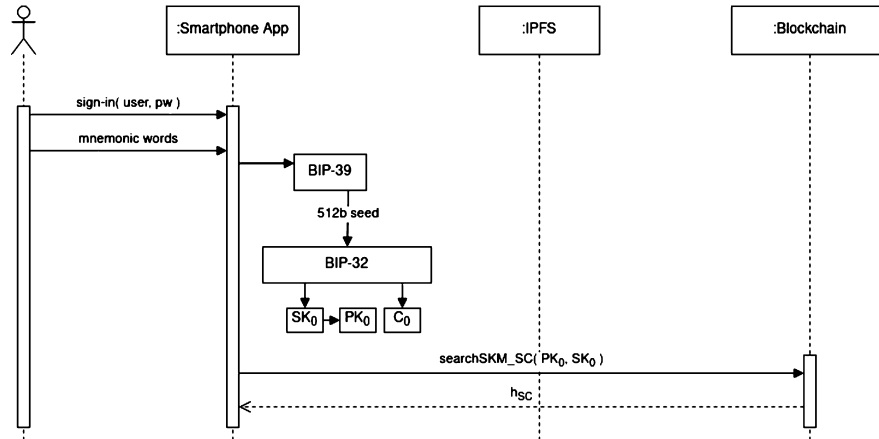 :Smartphone App
:IPFS
:Blockchain
sign-in( user, pw )
mnemonic words
BIP-39
512b seed
BIP-32
SK₀
PK₀
C₀
searchSKM_SC( PK₀, SK₀ )
hSC